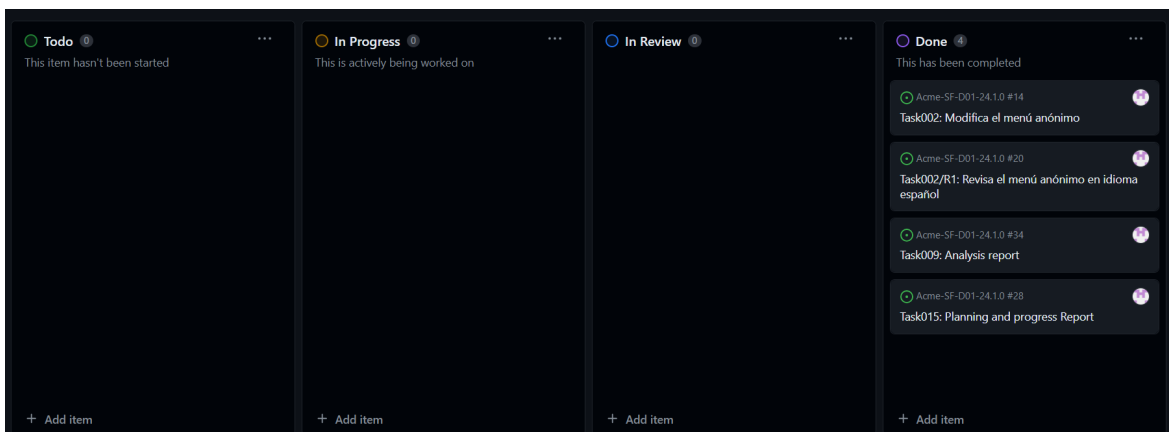 Todo 0
This item hasn't been started
+ Add item
In Progress 0
This is actively being worked on
+ Add item
In Review 0
+ Add item
Done 4
This has been completed
Acme-SF-D01-24.1.0 #14
Task002: Modifica el menú anónimo
Acme-SF-D01-24.1.0 #20
Task002/R1: Revisa el menú anónimo en idioma
español
Acme-SF-D01-24.1.0 #34
Task009: Analysis report
Acme-SF-D01-24.1.0 #28
Task015: Planning and progress Report
+ Add item